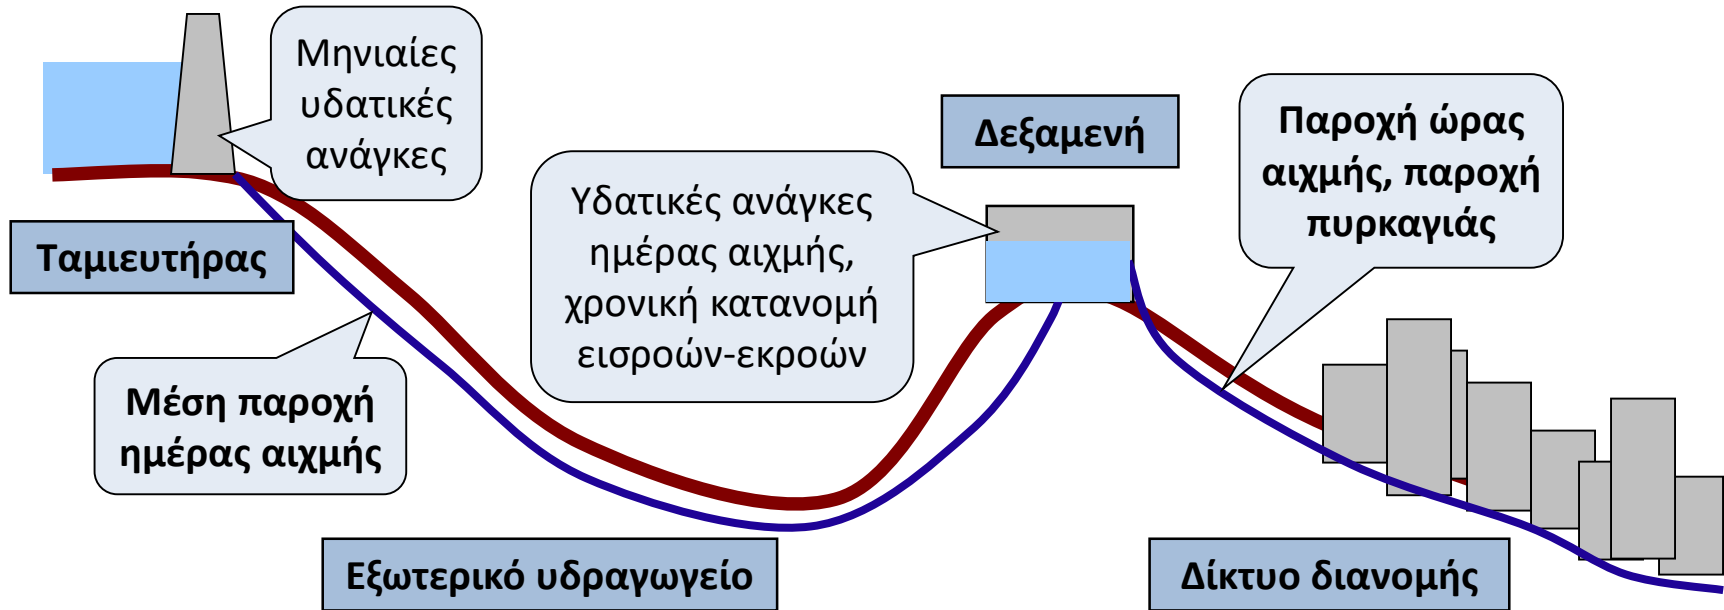 Μηνιαίες
υδατικές
ανάγκες
Ταμιευτήρας
Μέση παροχή
ημέρας αιχμής
Εξωτερικό υδραγωγείο
Υδατικές ανάγκες
ημέρας αιχμής,
χρονική κατανομή
εισροών-εκροών
Δεξαμενή
Παροχή ώρας
αιχμής, παροχή
πυρκαγιάς
Δίκτυο διανομής